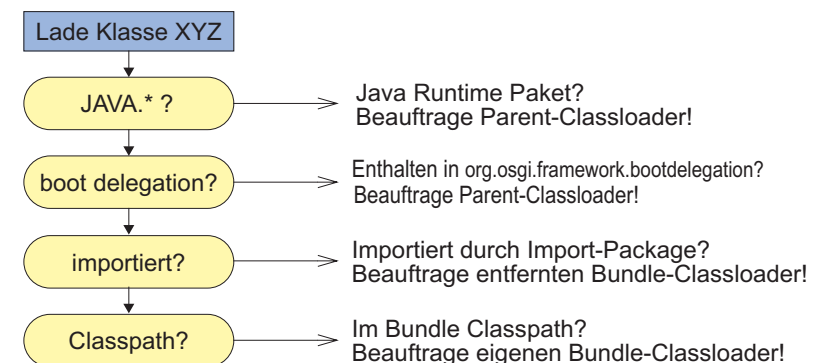 Lade Klasse XYZ
JAVA.* ?
Java Runtime Paket?
Beauftrage Parent-Classloader!
boot delegation?
Enthalten in org.osgi.framework.bootdelegation?
Beauftrage Parent-Classloader!
importiert?
Importiert durch Import-Package?
Beauftrage entfernten Bundle-Classloader!
Classpath?
Im Bundle Classpath?
Beauftrage eigenen Bundle-Classloader!